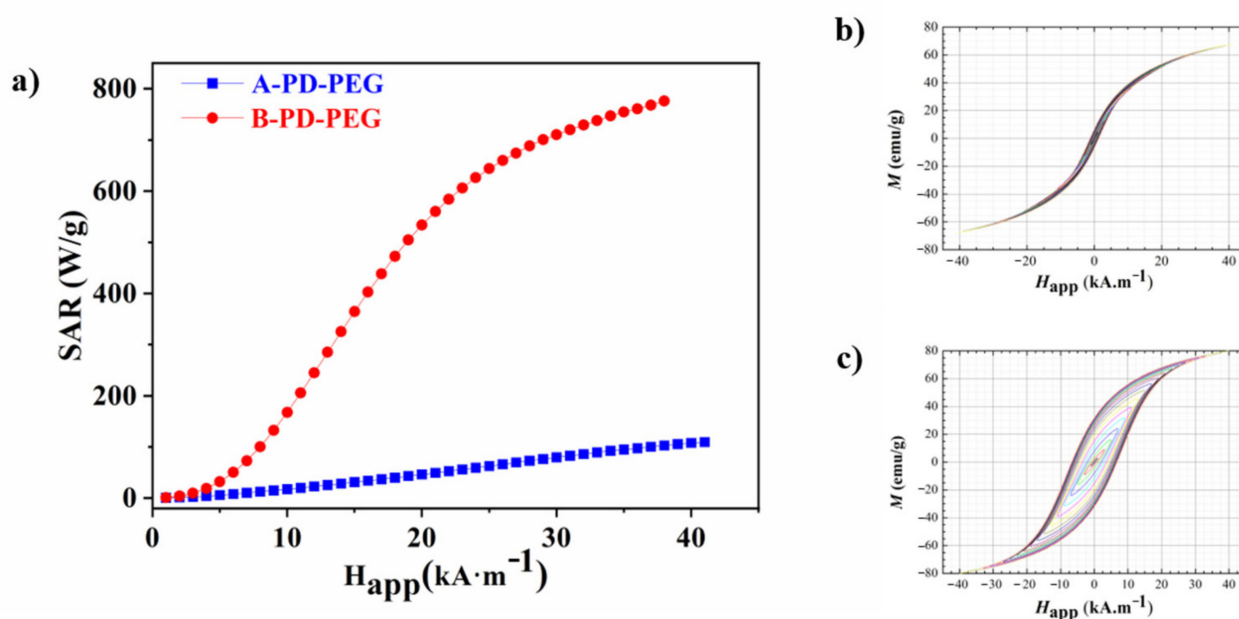 a)
A-PD-PEG
B-PD-PEG
SAR (W/g)
800
600
400
200
0
0 10 20 30 40
Happ(kA·m⁻¹)
b)
M (emu/g)
80
60
40
20
0
−20
−40
−60
−80
−40 −20 0 20 40
Happ (kA.m⁻¹)
c)
M (emu/g)
80
60
40
20
0
−20
−40
−60
−80
−40 −30 −20 −10 0 10 20 30 40
Happ (kA.m⁻¹)